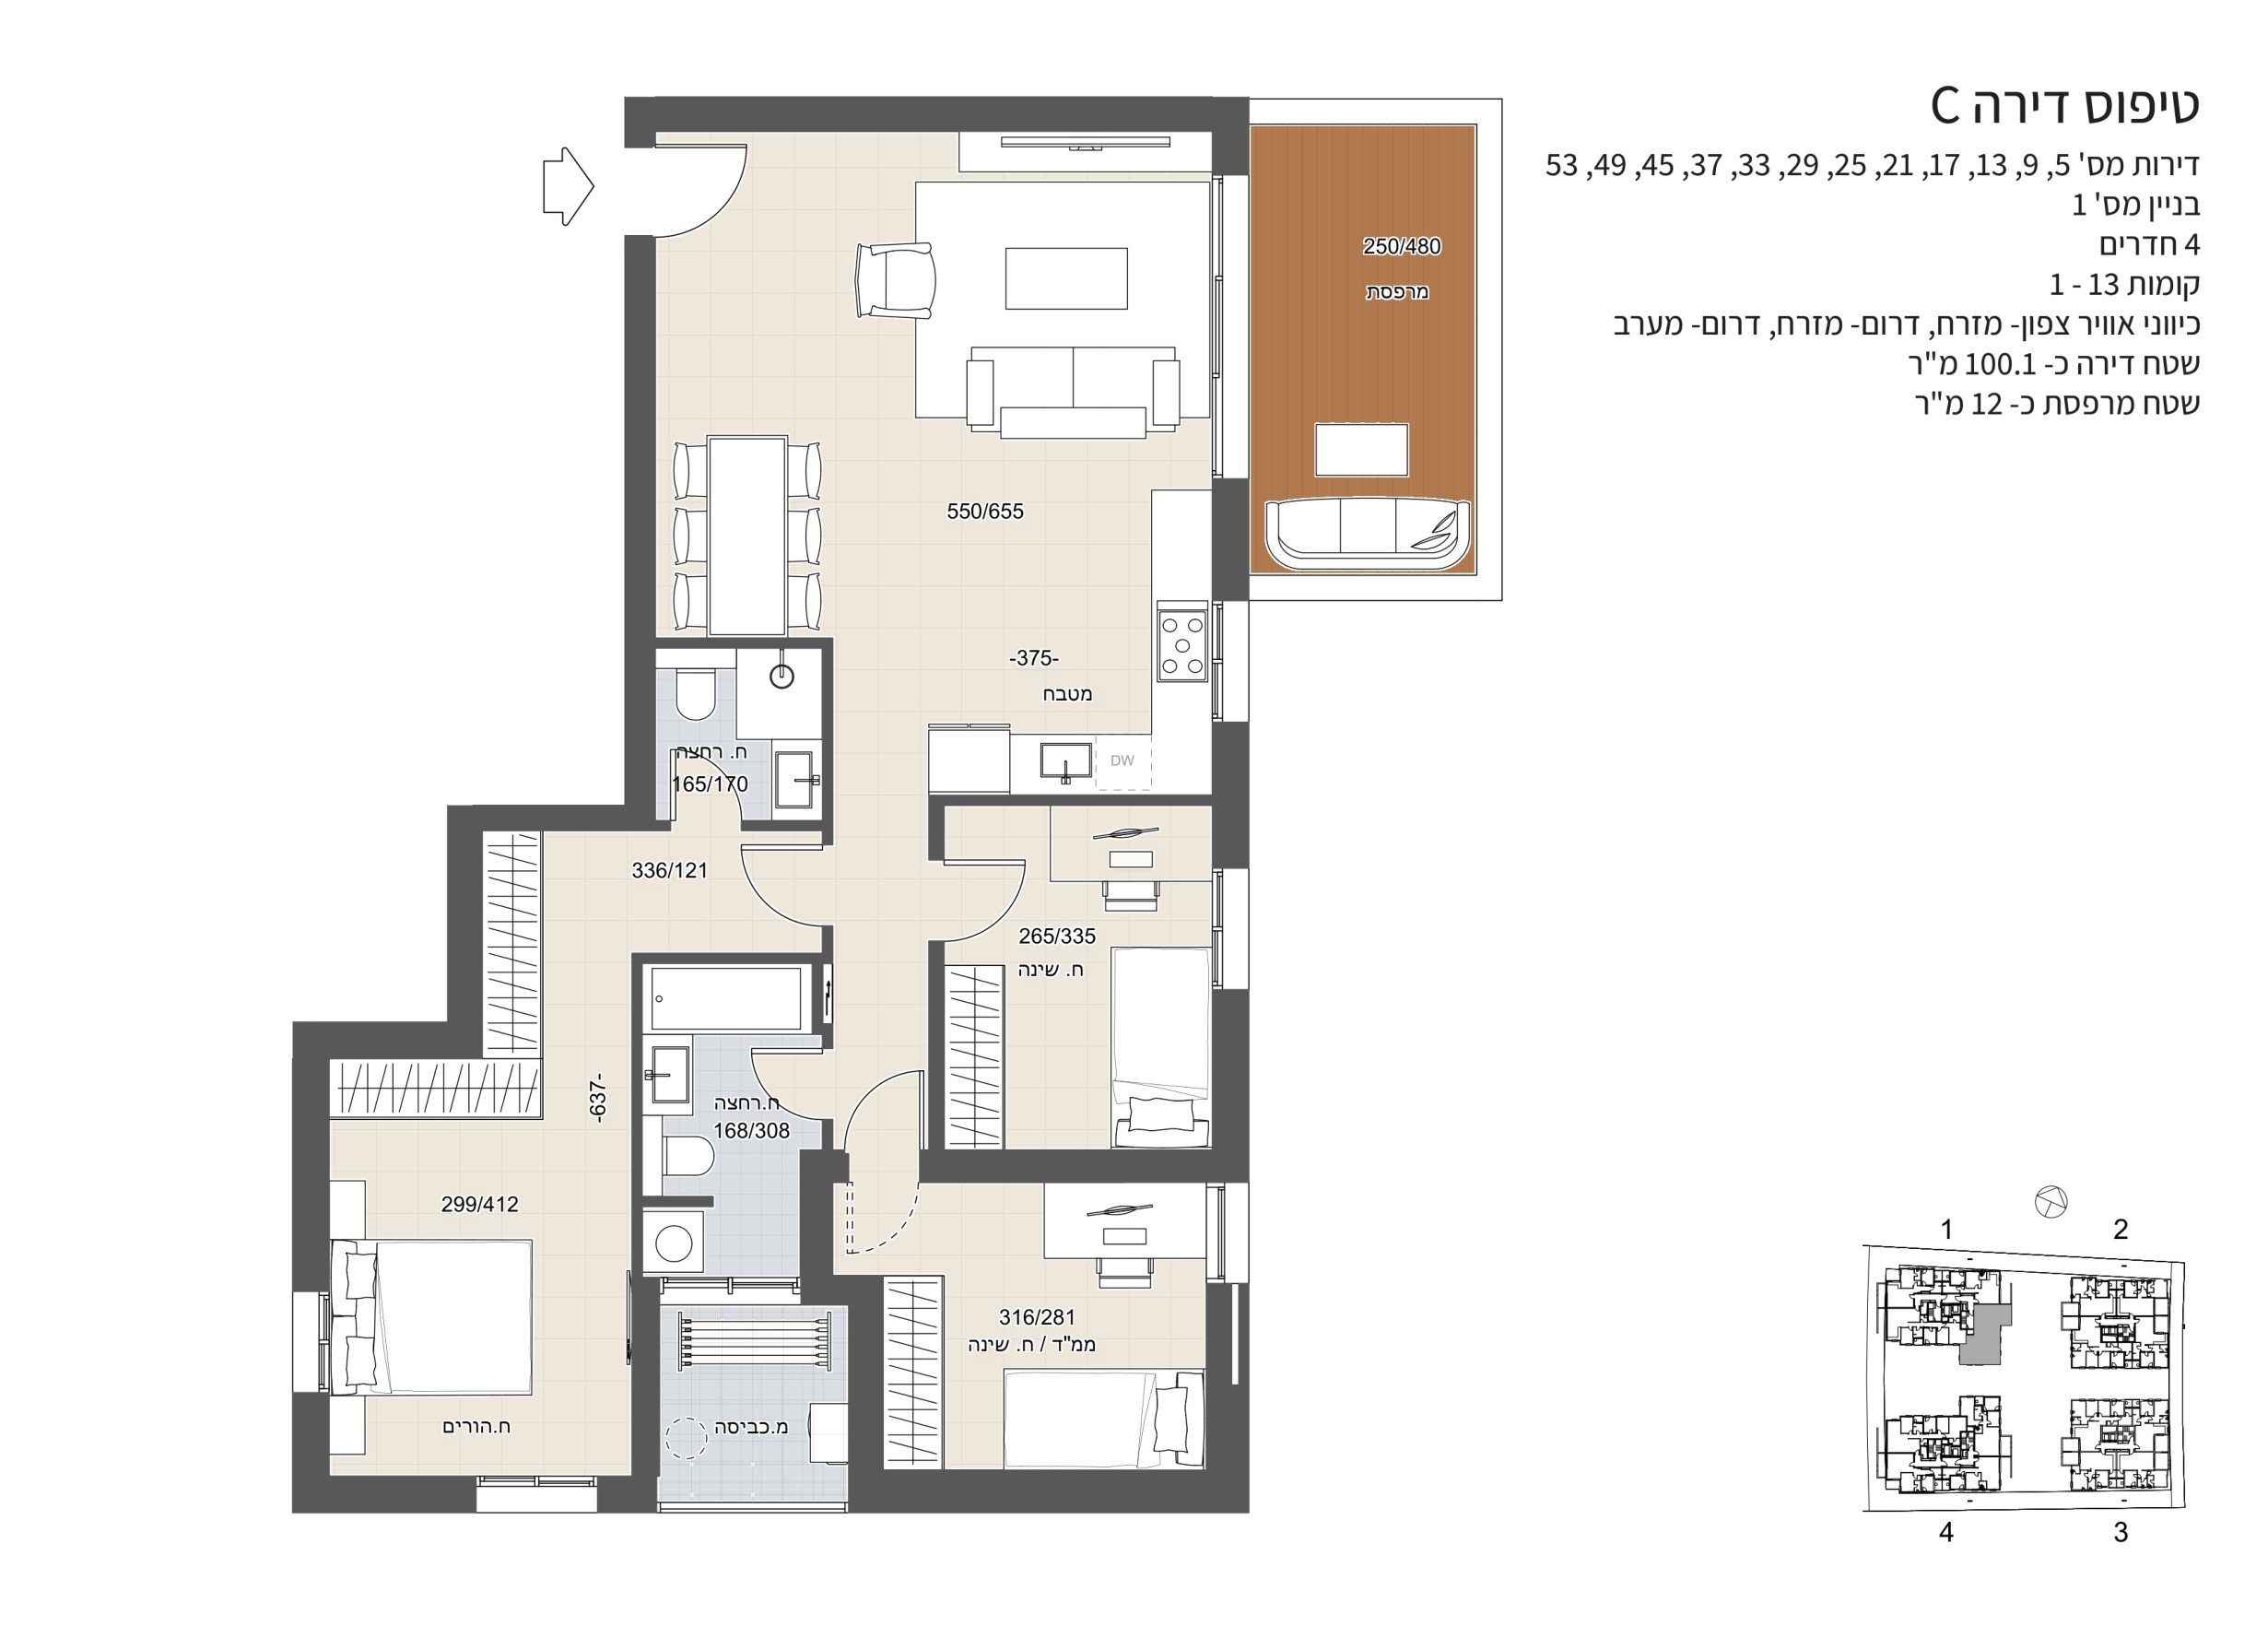 טיפוס דירה C
דירות מס' 5, 9, 13, 17, 21, 25, 29, 33, 37, 45, 49, 53
בניין מס' 1
4 חדרים
קומות 13 - 1
כיווני אוויר צפון- מזרח, דרום- מזרח, דרום- מערב
שטח דירה כ- 100.1 מ"ר
שטח מרפסת כ- 12 מ"ר
250/480
מרפסת
550/655
-375-
מטבח
DW
ח. רחצה
165/170
336/121
265/335
ח. שינה
-637-
ח.רחצה
168/308
299/412
ח.הורים
316/281
ממ"ד / ח. שינה
מ.כביסה
1
2
4
3